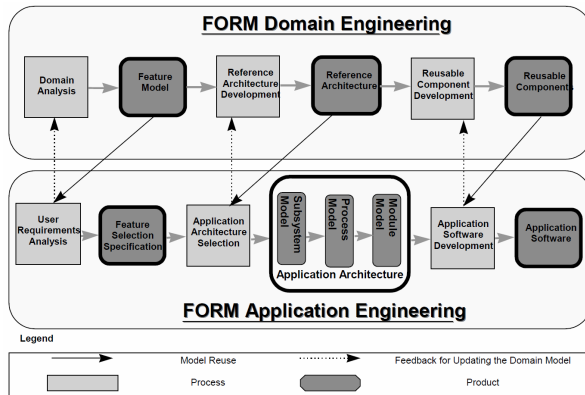 FORM Domain Engineering
Domain
Analysis
Feature
Model
Reference
Architecture
Development
Reference
Architecture
Reusable
Component
Development
Reusable
Components
User
Requirements
Analysis
Feature
Selection
Specification
Application
Architecture
Selection
Subsystem
Model
Process
Model
Module
Model
Application Architecture
Application
Software
Development
Application
Software
FORM Application Engineering
Legend
Model Reuse
Feedback for Updating the Domain Model
Process
Product